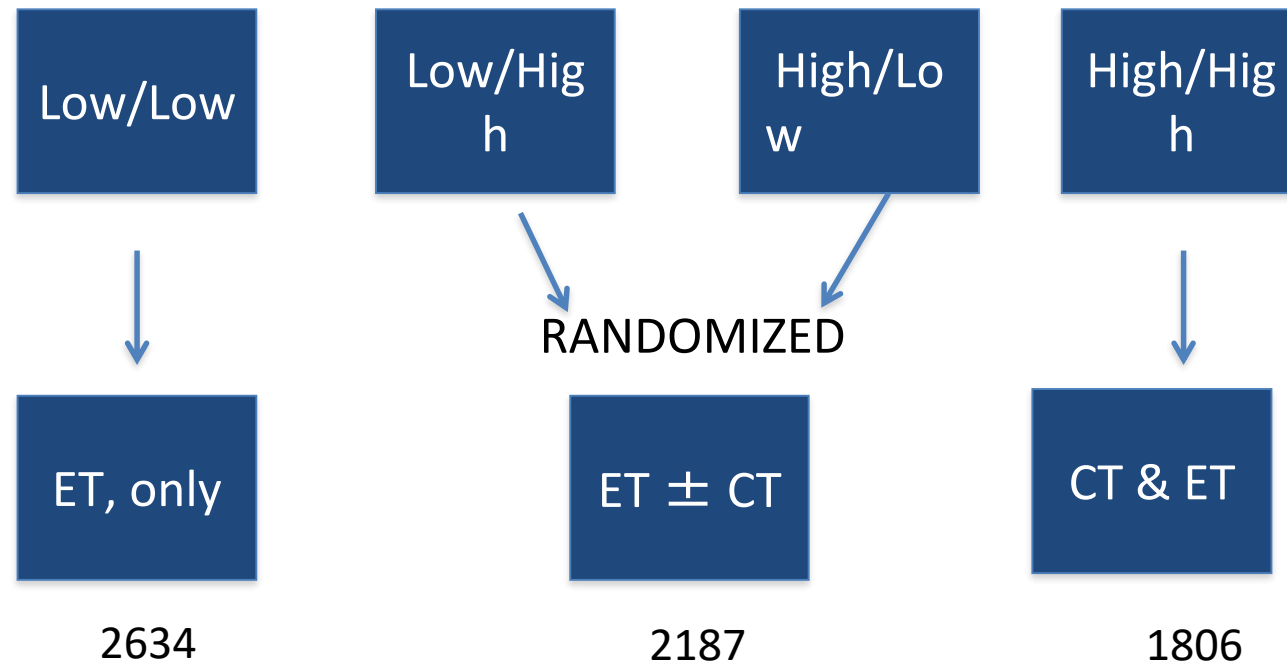 Low/Low
Low/Hig
h
High/Lo
w
High/Hig
h
RANDOMIZED
ET, only
ET ± CT
CT & ET
2634
2187
1806